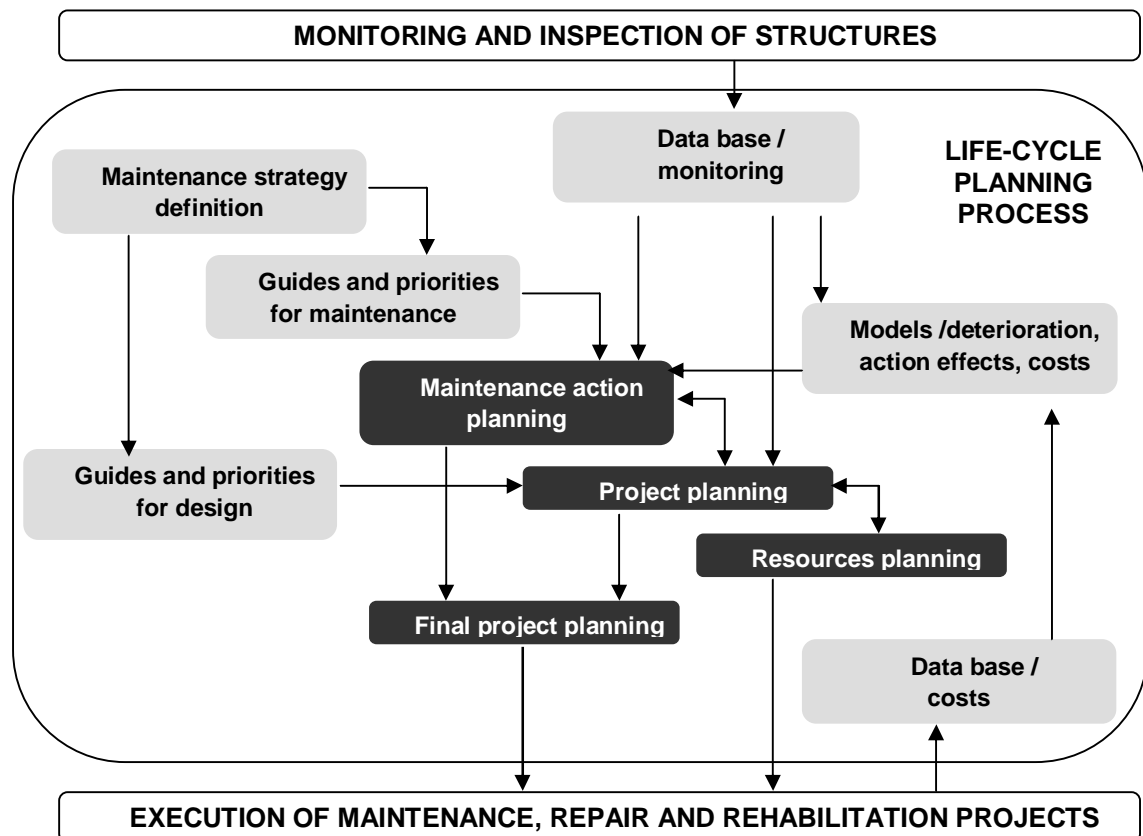 MONITORING AND INSPECTION OF STRUCTURES
Data base /
monitoring
LIFE-CYCLE
PLANNING
PROCESS
Maintenance strategy
definition
Guides and priorities
for maintenance
Models /deterioration,
action effects, costs
Maintenance action
planning
Guides and priorities
for design
Project planning
Resources planning
Final project planning
Data base /
costs
EXECUTION OF MAINTENANCE, REPAIR AND REHABILITATION PROJECTS